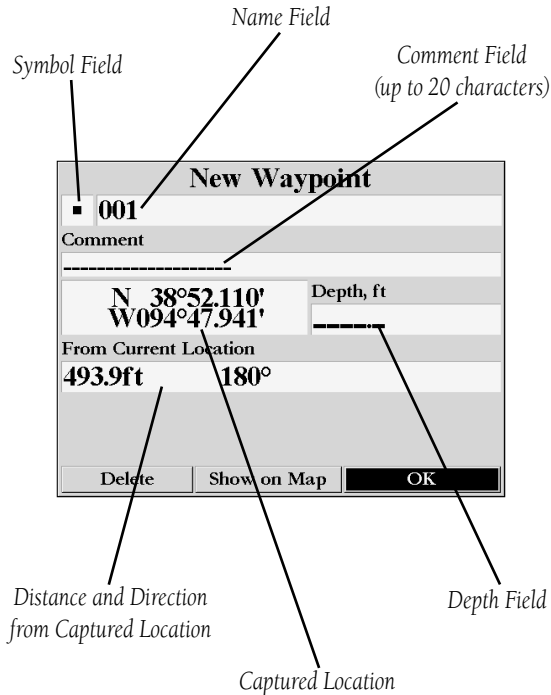 Name Field
Symbol Field
Comment Field
(up to 20 characters)
New Waypoint
001
Comment
____________________
N 38°52.110'
W094°47.941'
Depth, ft
____._
From Current Location
493.9ft 180°
Delete Show on Map OK
Distance and Direction
from Captured Location
Depth Field
Captured Location